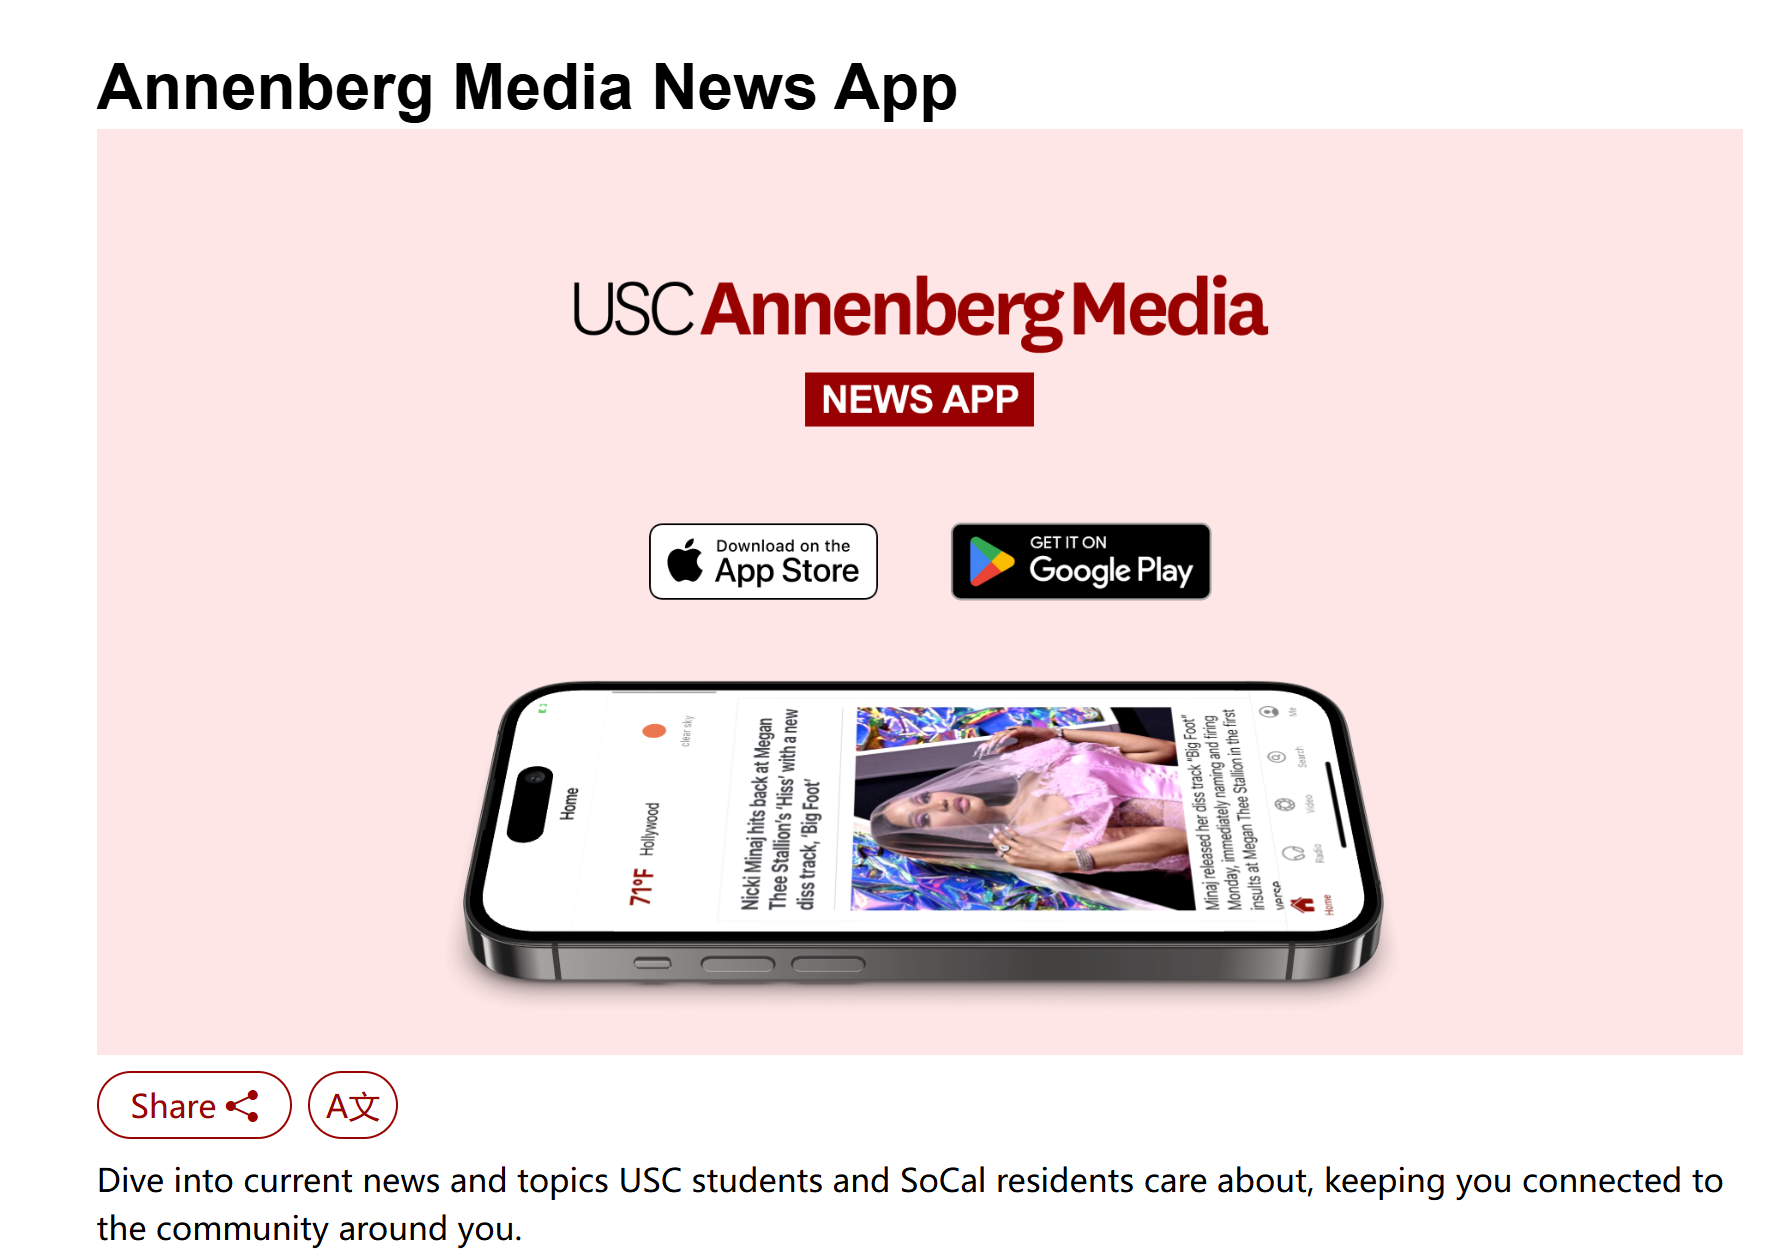 Annenberg Media News App
USC Annenberg Media
NEWS APP
Download on the
App Store
GET IT ON
Google Play
Home
71°F Hollywood
clear sky
Nicki Minaj hits back at Megan
Thee Stallion's 'Hiss' with a new
diss track, 'Big Foot'
Minaj released her diss track "Big Foot"
Monday, immediately naming and firing
insults at Megan Thee Stallion in the first
verse
Home
Radio
Video
Search
Me
Share
A文
Dive into current news and topics USC students and SoCal residents care about, keeping you connected to
the community around you.